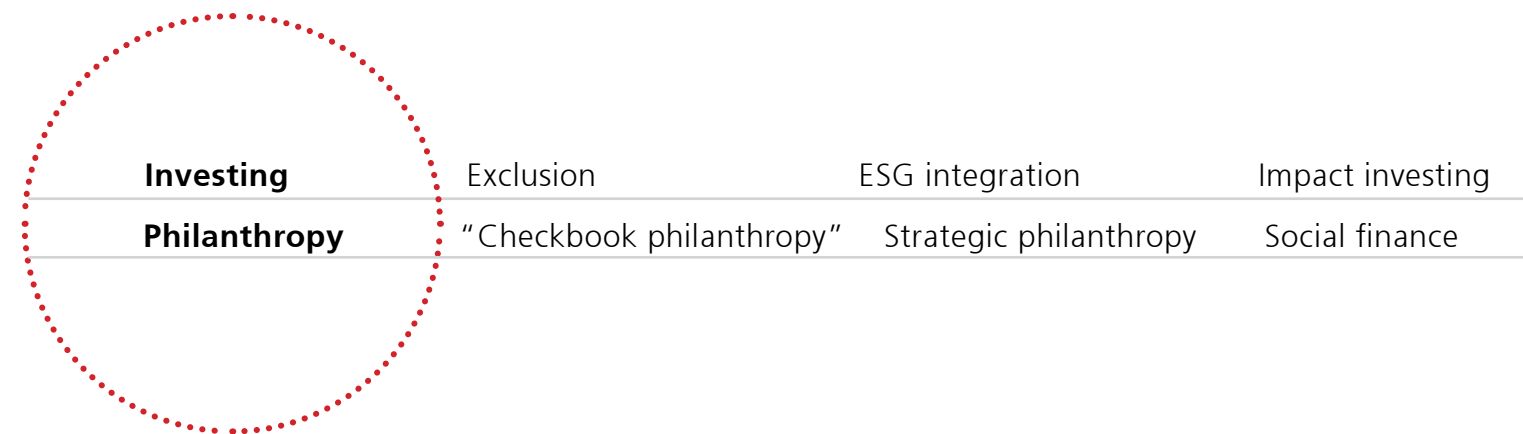 Investing Exclusion ESG integration Impact investing
Philanthropy “Checkbook philanthropy” Strategic philanthropy Social finance